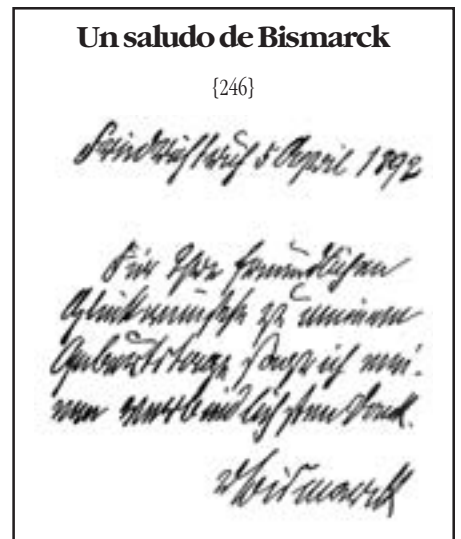 Un saludo de Bismarck
{246}
Friedrichsruh 5 April 1892
Für Ihre freundlichen
Glückwünsche zu meinem
Geburtstage sage ich mei-
nen verbindlichsten Dank.
vBismarck